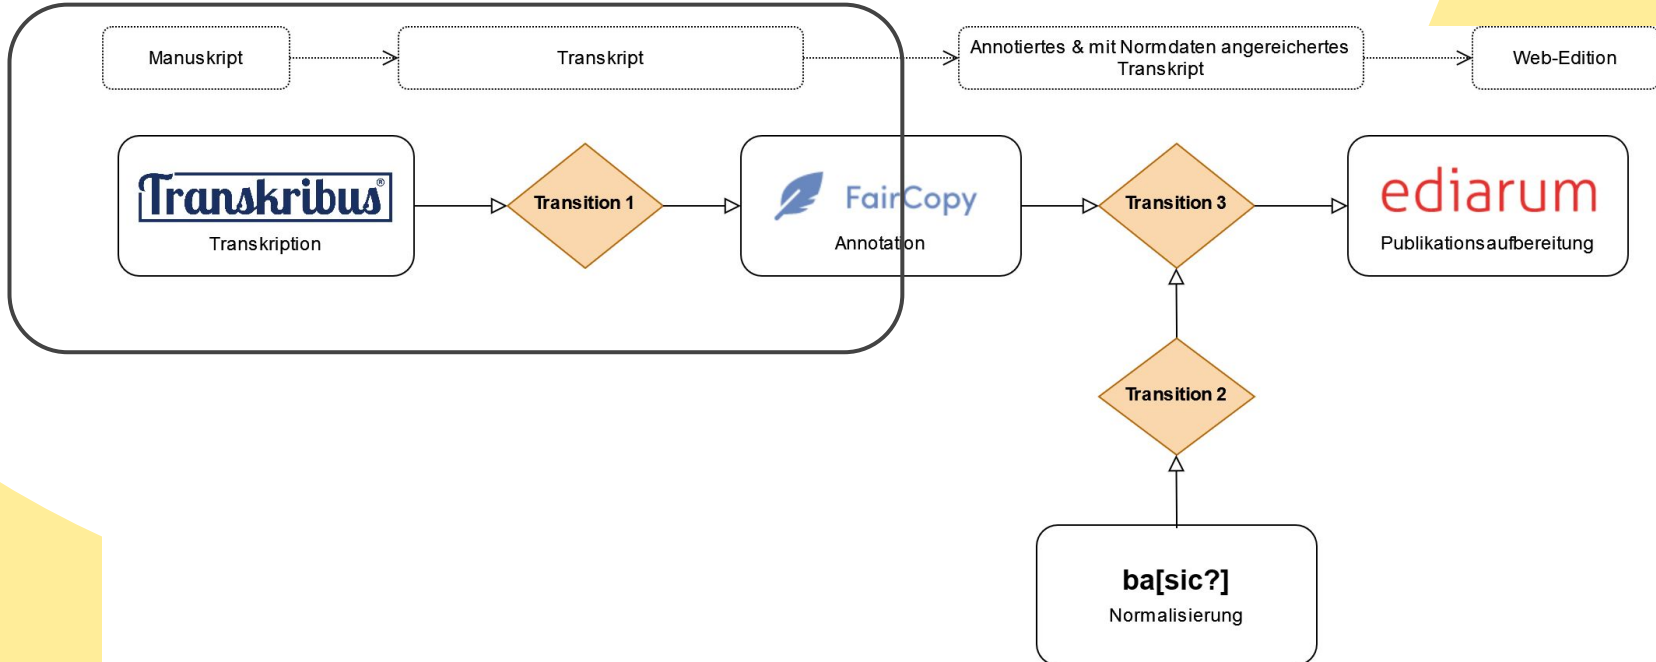 Manuskript
Transkript
Annotiertes & mit Normdaten angereichertes
Transkript
Web-Edition
Transkribus®
Transkription
Transition 1
FairCopy
Annotation
Transition 3
ediarum
Publikationsaufbereitung
Transition 2
ba[sic?]
Normalisierung